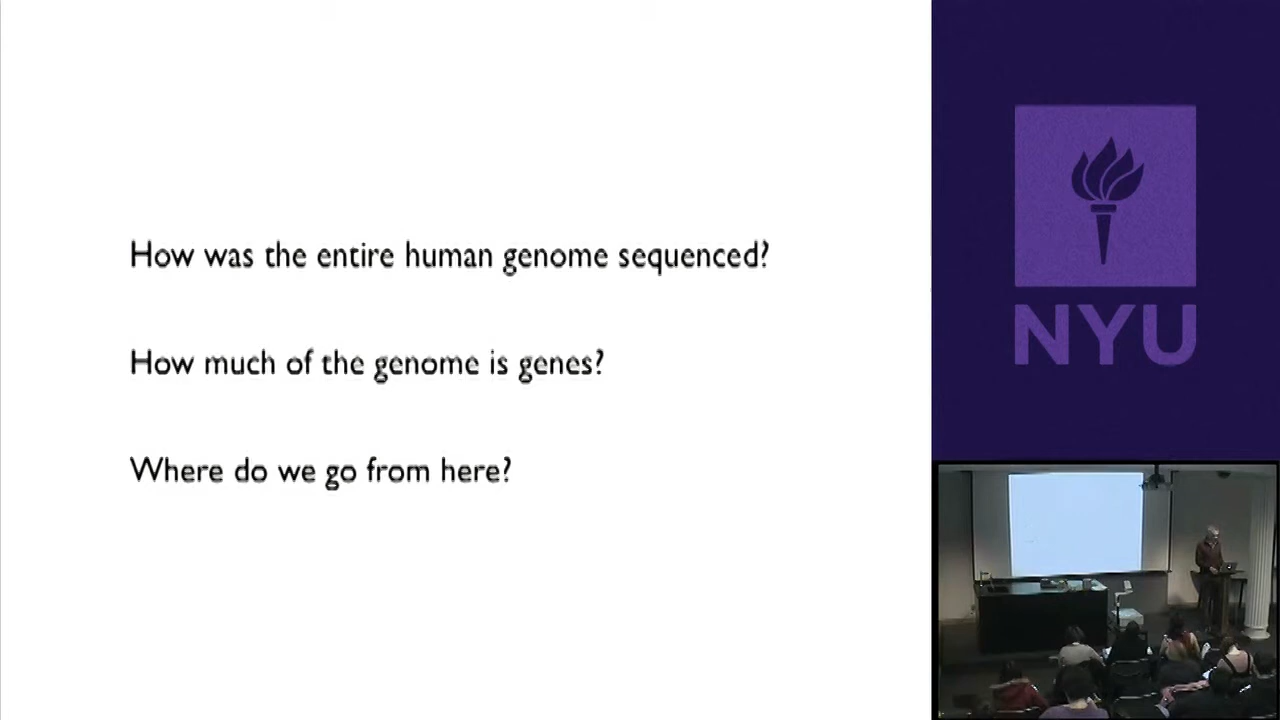 How was the entire human genome sequenced?
How much of the genome is genes?
Where do we go from here?
NYU